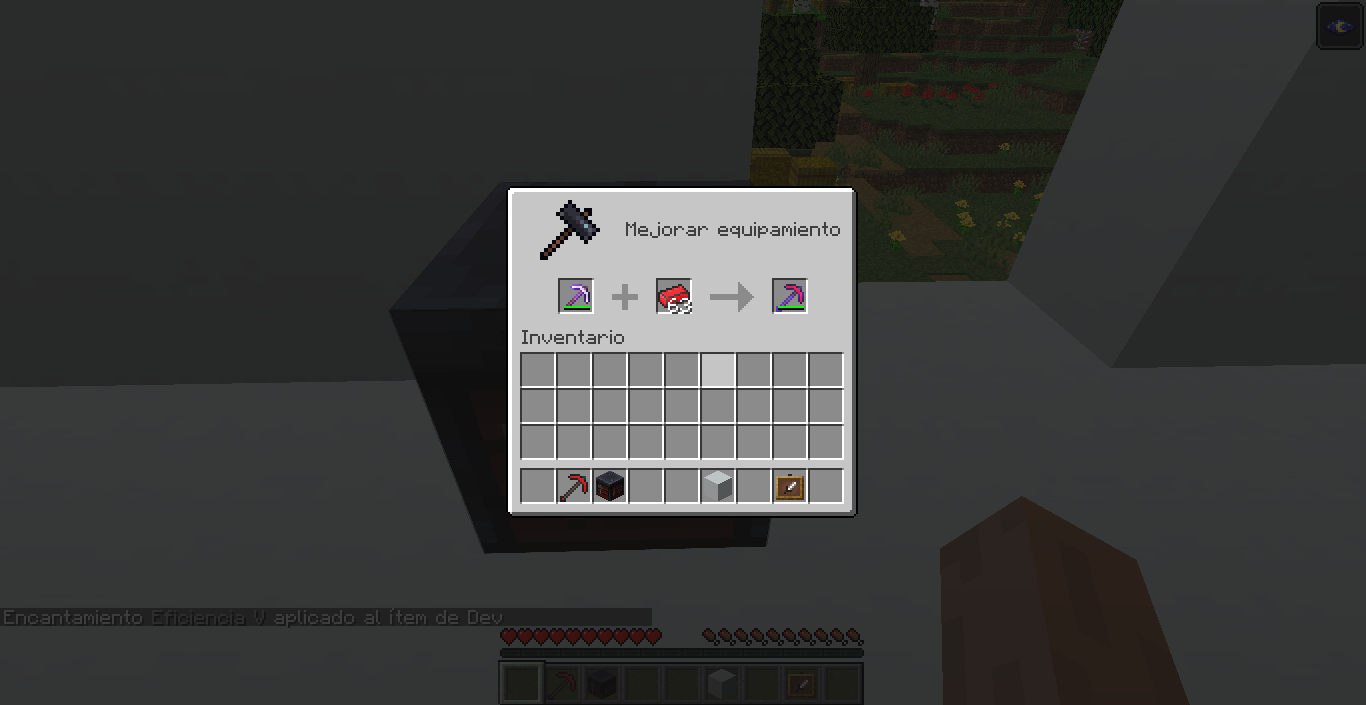 Mejorar equipamiento
Inventario
Encantamiento Eficiencia V aplicado al ítem de Dev